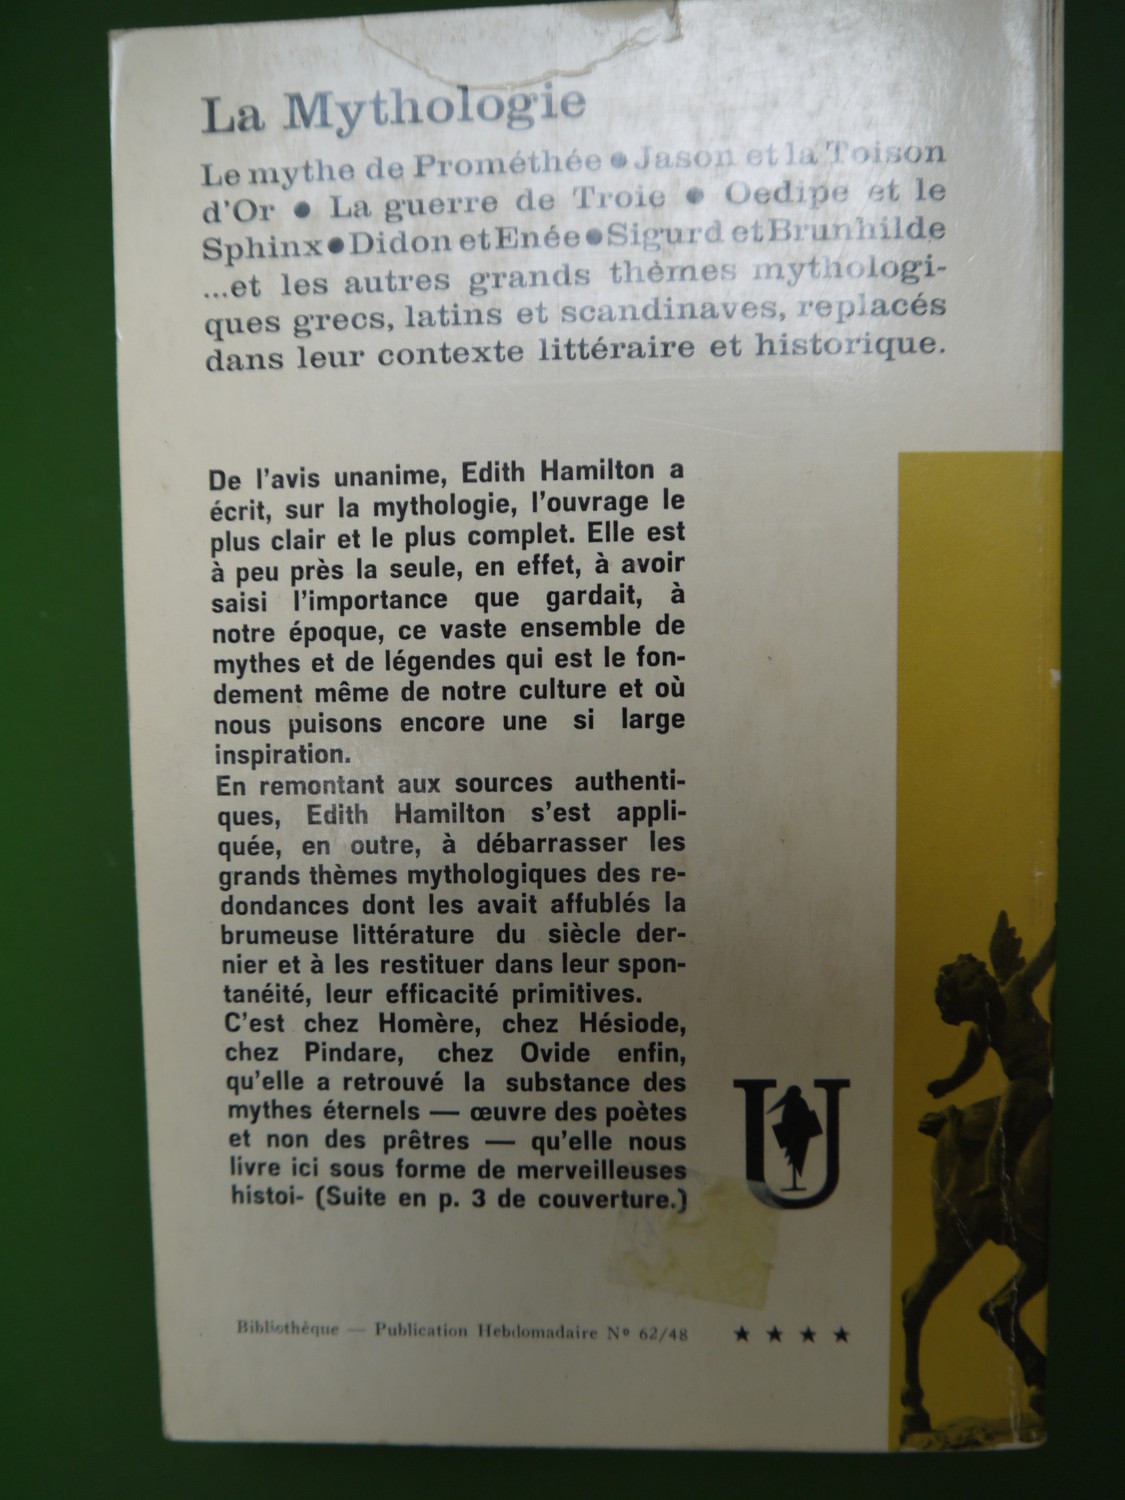 La Mythologie
Le mythe de Prométhée ● Jason et la Toison
d'Or ● La guerre de Troie ● Oedipe et le
Sphinx ● Didon et Enée ● Sigurd et Brunhilde
...et les autres grands thèmes mythologi-
ques grecs, latins et scandinaves, replacés
dans leur contexte littéraire et historique.
De l'avis unanime, Edith Hamilton a
écrit, sur la mythologie, l'ouvrage le
plus clair et le plus complet. Elle est
à peu près la seule, en effet, à avoir
saisi l'importance que gardait, à
notre époque, ce vaste ensemble de
mythes et de légendes qui est le fon-
dement même de notre culture et où
nous puisons encore une si large
inspiration.
En remontant aux sources authenti-
ques, Edith Hamilton s'est appli-
quée, en outre, à débarrasser les
grands thèmes mythologiques des re-
dondances dont les avait affublés la
brumeuse littérature du siècle der-
nier et à les restituer dans leur spon-
tanéité, leur efficacité primitives.
C'est chez Homère, chez Hésiode,
chez Pindare, chez Ovide enfin,
qu'elle a retrouvé la substance des
mythes éternels — œuvre des poètes
et non des prêtres — qu'elle nous
livre ici sous forme de merveilleuses
histoi- (Suite en p. 3 de couverture.)
U
Bibliothèque — Publication Hebdomadaire Nº 62/48 ★ ★ ★ ★